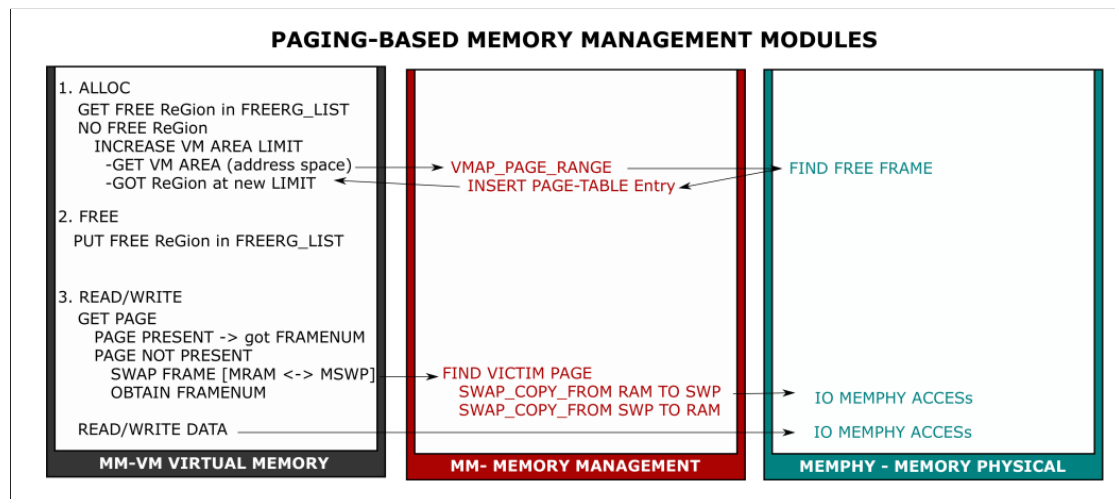 PAGING-BASED MEMORY MANAGEMENT MODULES
1. ALLOC
GET FREE ReGion in FREERG_LIST
NO FREE ReGion
INCREASE VM AREA LIMIT
-GET VM AREA (address space)
-GOT ReGion at new LIMIT
2. FREE
PUT FREE ReGion in FREERG_LIST
3. READ/WRITE
GET PAGE
PAGE PRESENT -> got FRAMENUM
PAGE NOT PRESENT
SWAP FRAME [MRAM <-> MSWP]
OBTAIN FRAMENUM
READ/WRITE DATA
MM-VM VIRTUAL MEMORY
VMAP_PAGE_RANGE
INSERT PAGE-TABLE Entry
FIND VICTIM PAGE
SWAP_COPY_FROM RAM TO SWP
SWAP_COPY_FROM SWP TO RAM
MM- MEMORY MANAGEMENT
FIND FREE FRAME
IO MEMPHY ACCESs
IO MEMPHY ACCESs
MEMPHY - MEMORY PHYSICAL